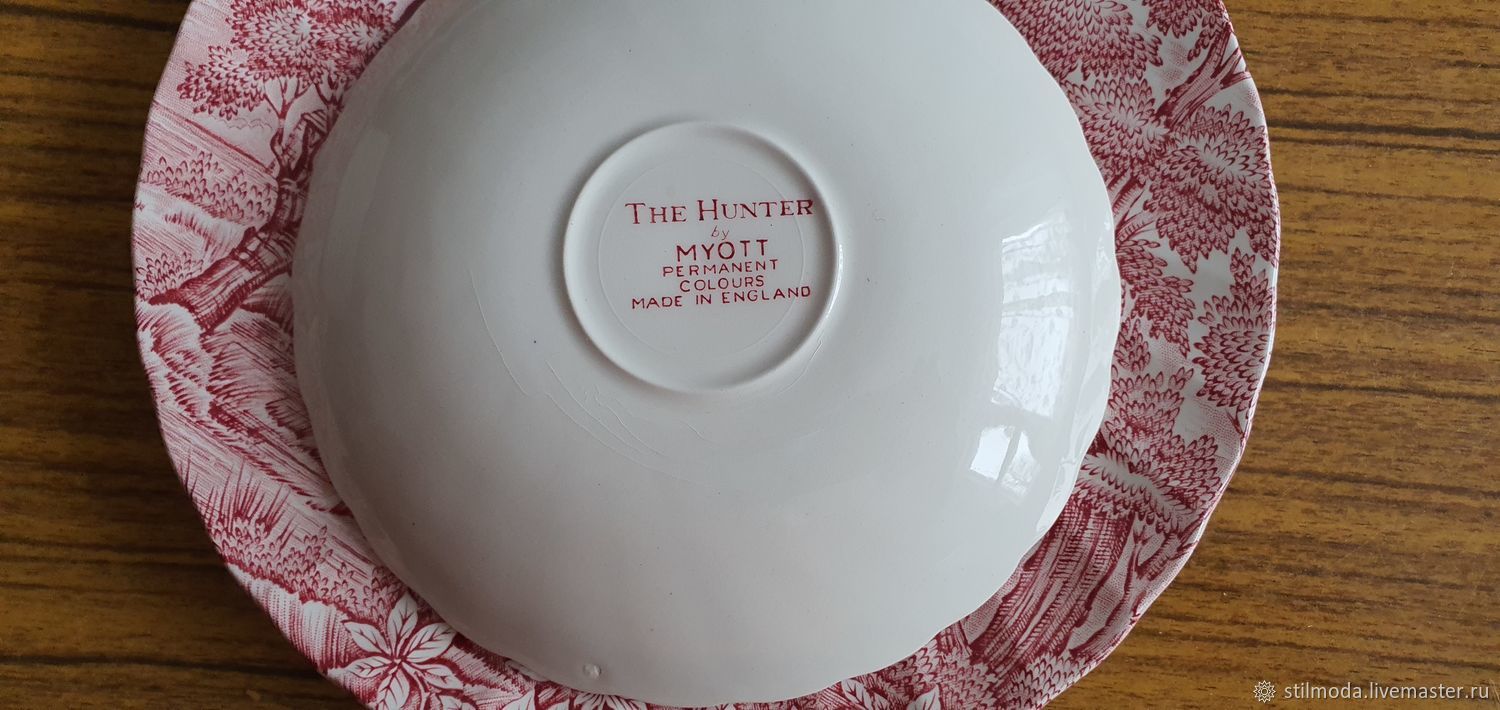 THE HUNTER
by
MYOTT
PERMANENT
COLOURS
MADE IN ENGLAND
stilmoda.livemaster.ru